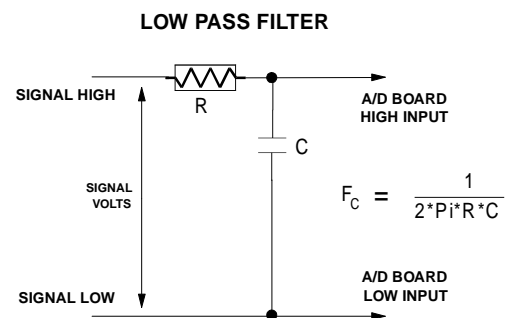 LOW PASS FILTER
SIGNAL HIGH
R
A/D BOARD
HIGH INPUT
C
SIGNAL
VOLTS
F_C = 1
2*Pi*R*C
SIGNAL LOW
A/D BOARD
LOW INPUT